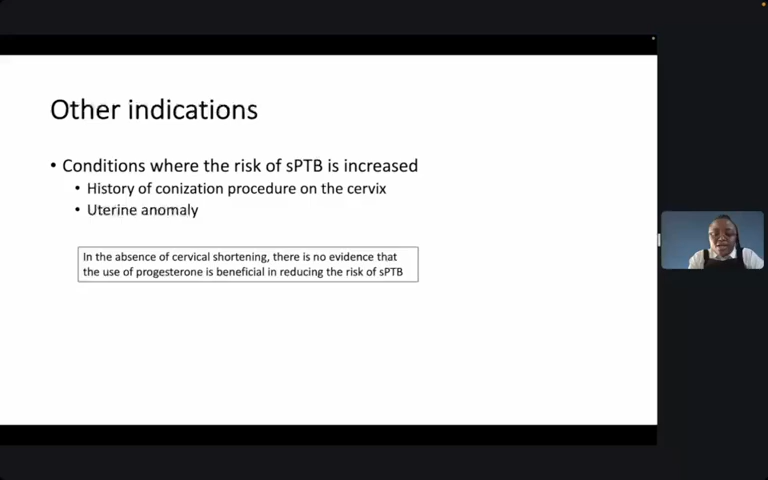 Other indications
• Conditions where the risk of sPTB is increased
• History of conization procedure on the cervix
• Uterine anomaly
In the absence of cervical shortening, there is no evidence that
the use of progesterone is beneficial in reducing the risk of sPTB